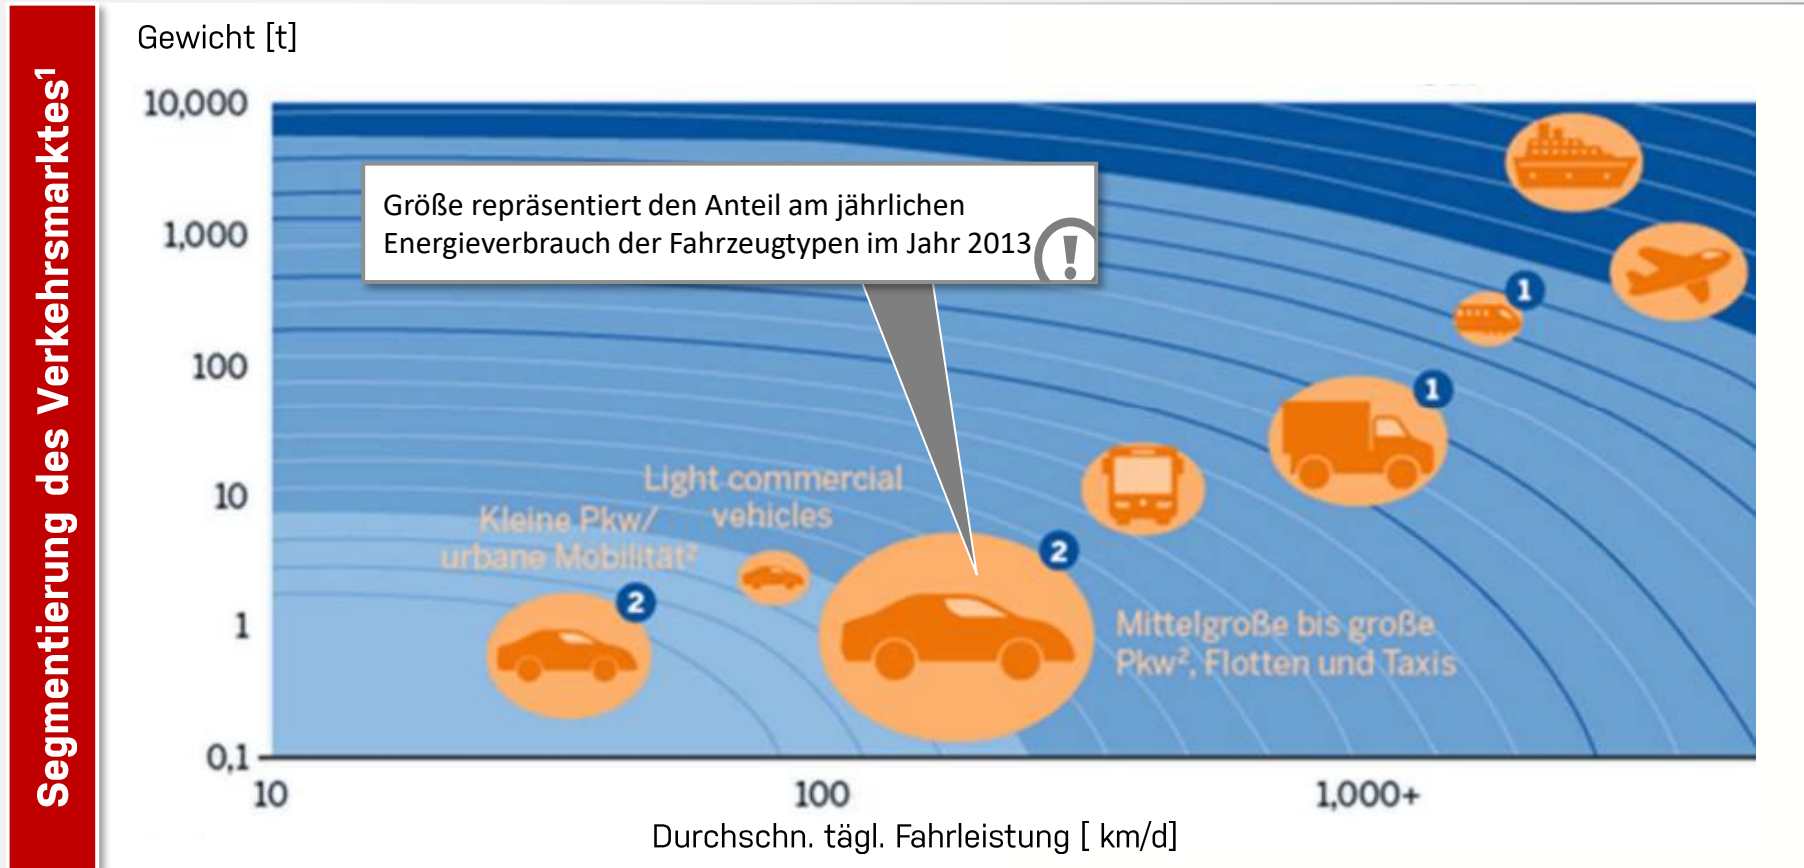 Segmentierung des Verkehrsmarktes¹
Gewicht [t]
10,000
1,000
100
10
1
0,1
Größe repräsentiert den Anteil am jährlichen
Energieverbrauch der Fahrzeugtypen im Jahr 2013
!
1
1
Light commercial
vehicles
Kleine Pkw/
urbane Mobilität²
2
2
Mittelgroße bis große
Pkw², Flotten und Taxis
10
100
1,000+
Durchschn. tägl. Fahrleistung [ km/d]